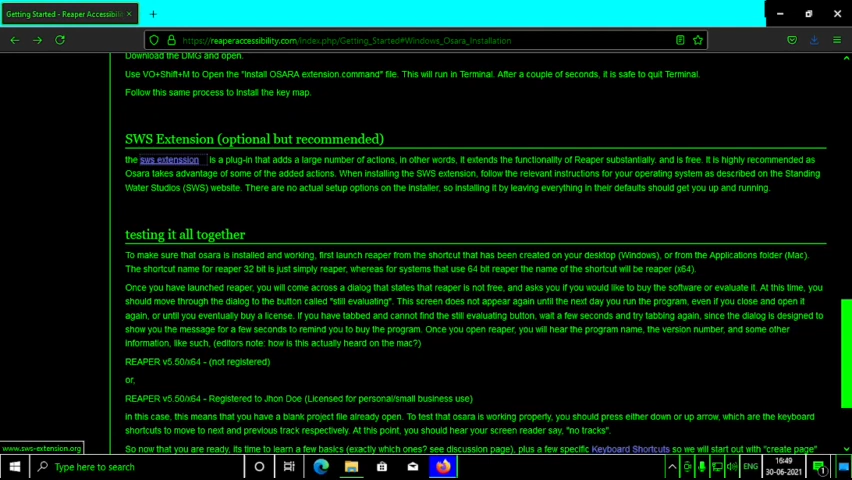 Getting Started - Reaper Accessibili
https://reaperaccessibility.com/index.php/Getting_Started#Windows_Osara_Installation
Download the DMG and open.
Use VO+Shift+M to Open the "Install OSARA extension.command" file. This will run in Terminal. After a couple of seconds, it is safe to quit Terminal.
Follow this same process to Install the key map.
SWS Extension (optional but recommended)
the sws extenssion is a plug-in that adds a large number of actions, in other words, it extends the functionality of Reaper substantially. and is free. It is highly recommended as
Osara takes advantage of some of the added actions. When installing the SWS extension, follow the relevant instructions for your operating system as described on the Standing
Water Studios (SWS) website. There are no actual setup options on the installer, so installing it by leaving everything in their defaults should get you up and running.
testing it all together
To make sure that osara is installed and working, first launch reaper from the shortcut that has been created on your desktop (Windows), or from the Applications folder (Mac).
The shortcut name for reaper 32 bit is just simply reaper, whereas for systems that use 64 bit reaper the name of the shortcut will be reaper (x64).
Once you have launched reaper, you will come across a dialog that states that reaper is not free, and asks you if you would like to buy the software or evaluate it. At this time, you
should move through the dialog to the button called "still evaluating". This screen does not appear again until the next day you run the program, even if you close and open it
again, or until you eventually buy a license. If you have tabbed and cannot find the still evaluating button, wait a few seconds and try tabbing again, since the dialog is designed to
show you the message for a few seconds to remind you to buy the program. Once you open reaper, you will hear the program name, the version number, and some other
information, like such, (editors note: how is this actually heard on the mac?)
REAPER v5.50/x64 - (not registered)
or,
REAPER v5.50/x64 - Registered to Jhon Doe (Licensed for personal/small business use)
In this case, this means that you have a blank project file already open. To test that osara is working properly, you should press either down or up arrow, which are the keyboard
shortcuts to move to next and previous track respectively. At this point, you should hear your screen reader say, "no tracks".
So now that you are ready, its time to learn a few basics (exactly which ones? see discussion page), plus a few specific Keyboard Shortcuts so we will start out with "create page"
www.sws-extension.org
Type here to search
ENG
16:49
30-06-2021
1